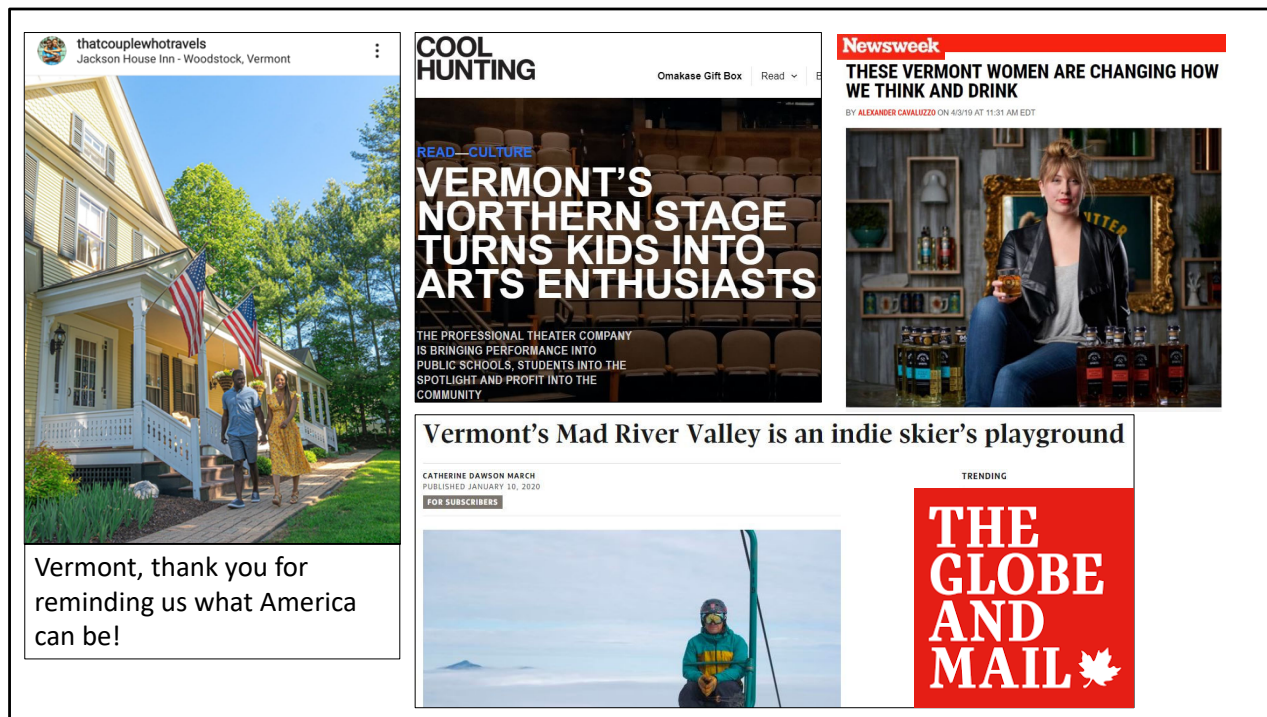 thatcouplewhotravels
Jackson House Inn - Woodstock, Vermont
Vermont, thank you for
reminding us what America
can be!
COOL
HUNTING
Omakase Gift Box
Read
B
READ—CULTURE
VERMONT'S
NORTHERN STAGE
TURNS KIDS INTO
ARTS ENTHUSIASTS
THE PROFESSIONAL THEATER COMPANY
IS BRINGING PERFORMANCE INTO
PUBLIC SCHOOLS, STUDENTS INTO THE
SPOTLIGHT AND PROFIT INTO THE
COMMUNITY
Newsweek
THESE VERMONT WOMEN ARE CHANGING HOW
WE THINK AND DRINK
BY ALEXANDER CAVALUZZO ON 4/3/19 AT 11:31 AM EDT
Vermont's Mad River Valley is an indie skier's playground
CATHERINE DAWSON MARCH
PUBLISHED JANUARY 10, 2020
FOR SUBSCRIBERS
TRENDING
THE
GLOBE
AND
MAIL